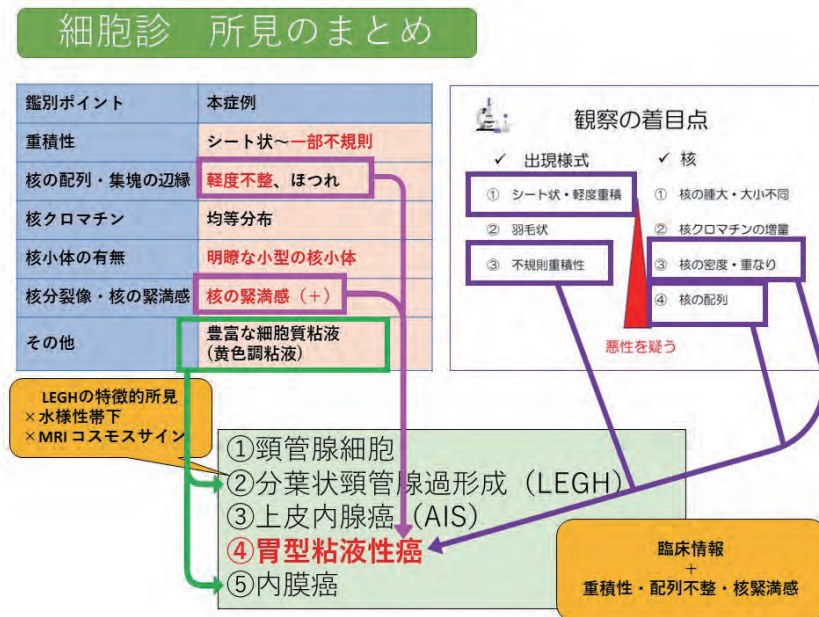 細胞診 所見のまとめ
鑑別ポイント 本症例
重積性 シート状～一部不規則
核の配列・集塊の辺縁 軽度不整、ほつれ
核クロマチン 均等分布
核小体の有無 明瞭な小型の核小体
核分裂像・核の緊満感 核の緊満感（+）
その他 豊富な細胞質粘液
(黄色調粘液)
観察の着目点
✓ 出現様式
① シート状・軽度重積
② 羽毛状
③ 不規則重積性
✓ 核
① 核の腫大・大小不同
② 核クロマチンの増量
③ 核の密度・重なり
④ 核の配列
悪性を疑う
LEGHの特徴的所見
×水様性帯下
×MRI コスモスサイン
①頸管腺細胞
②分葉状頸管腺過形成（LEGH）
③上皮内腺癌（AIS）
④胃型粘液性癌
⑤内膜癌
臨床情報
+
重積性・配列不整・核緊満感